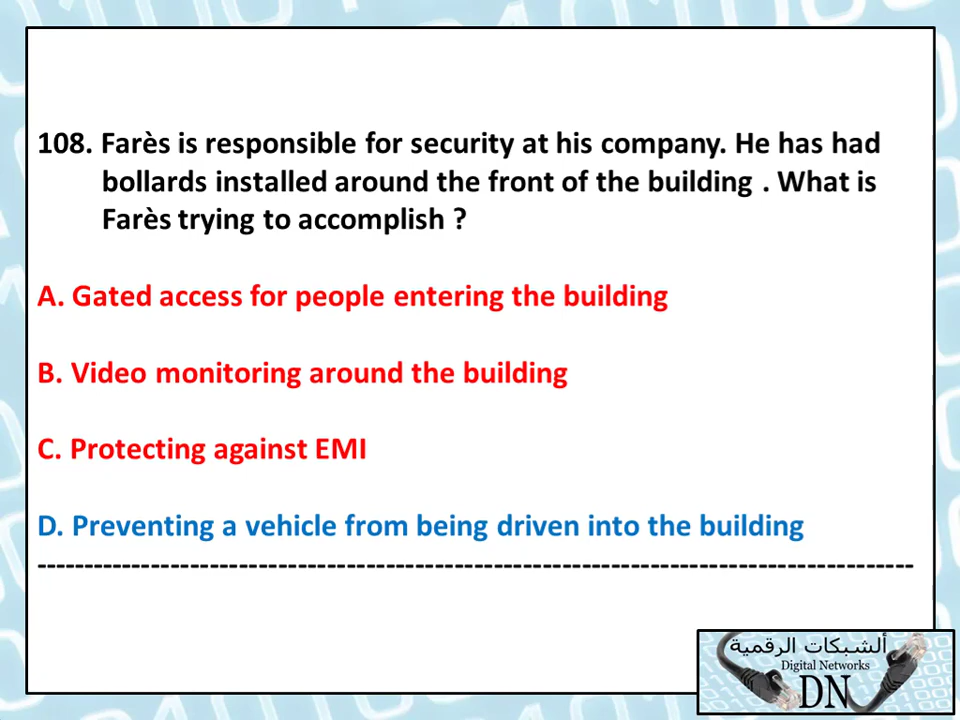 108. Farès is responsible for security at his company. He has had
bollards installed around the front of the building . What is
Farès trying to accomplish ?
A. Gated access for people entering the building
B. Video monitoring around the building
C. Protecting against EMI
D. Preventing a vehicle from being driven into the building
---------------------------------------------------------------------------------------------
ألشبكات الرقمية
Digital Networks
DN